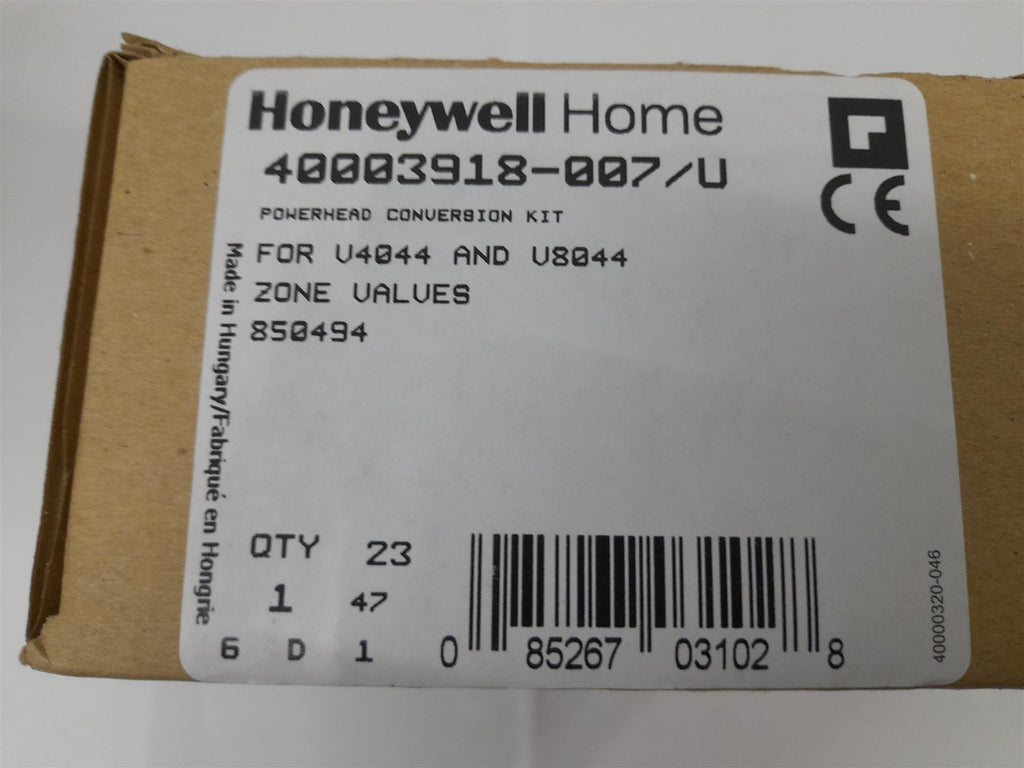 Honeywell Home
40003918-007/U
CE
POWERHEAD CONVERSION KIT
FOR V4044 AND V8044
ZONE VALVES
850494
Made in Hungary/Fabriqué en Hongrie
QTY 23
1 47
6 D 1
0 85267 03102 8
40000320-046